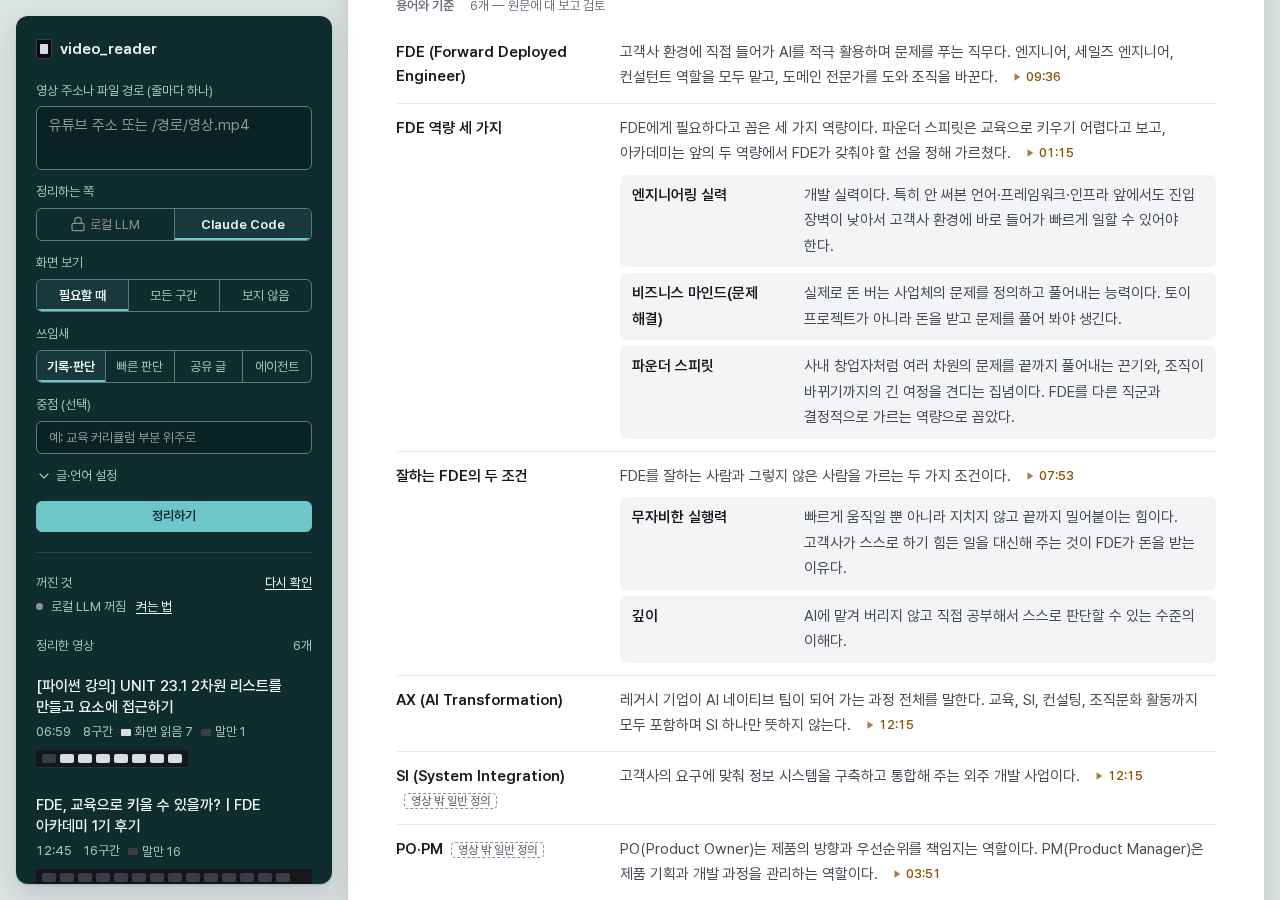 video_reader
영상 주소나 파일 경로 (줄마다 하나)
유튜브 주소 또는 /경로/영상.mp4
정리하는 쪽
로컬 LLM
Claude Code
화면 보기
필요할 때
모든 구간
보지 않음
쓰임새
기록·판단
빠른 판단
공유 글
에이전트
중점 (선택)
예: 교육 커리큘럼 부분 위주로
글·언어 설정
정리하기
꺼진 것
다시 확인
로컬 LLM 꺼짐 켜는 법
정리한 영상
6개
[파이썬 강의] UNIT 23.1 2차원 리스트를
만들고 요소에 접근하기
06:59 8구간 화면 읽음 7 말만 1
FDE, 교육으로 키울 수 있을까? | FDE
아카데미 1기 후기
12:45 16구간 말만 16
용어와 기준 6개 — 원문에 대 보고 검토
FDE (Forward Deployed
Engineer)
고객사 환경에 직접 들어가 AI를 적극 활용하며 문제를 푸는 직무다. 엔지니어, 세일즈 엔지니어,
컨설턴트 역할을 모두 맡고, 도메인 전문가를 도와 조직을 바꾼다. 09:36
FDE 역량 세 가지
FDE에게 필요하다고 꼽은 세 가지 역량이다. 파운더 스피릿은 교육으로 키우기 어렵다고 보고,
아카데미는 앞의 두 역량에서 FDE가 갖춰야 할 선을 정해 가르쳤다. 01:15
엔지니어링 실력
개발 실력이다. 특히 안 써본 언어·프레임워크·인프라 앞에서도 진입
장벽이 낮아서 고객사 환경에 바로 들어가 빠르게 일할 수 있어야
한다.
비즈니스 마인드(문제
해결)
실제로 돈 버는 사업체의 문제를 정의하고 풀어내는 능력이다. 토이
프로젝트가 아니라 돈을 받고 문제를 풀어 봐야 생긴다.
파운더 스피릿
사내 창업자처럼 여러 차원의 문제를 끝까지 풀어내는 끈기와, 조직이
바뀌기까지의 긴 여정을 견디는 집념이다. FDE를 다른 직군과
결정적으로 가르는 역량으로 꼽았다.
잘하는 FDE의 두 조건
FDE를 잘하는 사람과 그렇지 않은 사람을 가르는 두 가지 조건이다. 07:53
무자비한 실행력
빠르게 움직일 뿐 아니라 지치지 않고 끝까지 밀어붙이는 힘이다.
고객사가 스스로 하기 힘든 일을 대신해 주는 것이 FDE가 돈을 받는
이유다.
깊이
AI에 맡겨 버리지 않고 직접 공부해서 스스로 판단할 수 있는 수준의
이해다.
AX (AI Transformation)
레거시 기업이 AI 네이티브 팀이 되어 가는 과정 전체를 말한다. 교육, SI, 컨설팅, 조직문화 활동까지
모두 포함하며 SI 하나만 뜻하지 않는다. 12:15
SI (System Integration)
영상 밖 일반 정의
고객사의 요구에 맞춰 정보 시스템을 구축하고 통합해 주는 외주 개발 사업이다. 12:15
PO·PM 영상 밖 일반 정의
PO(Product Owner)는 제품의 방향과 우선순위를 책임지는 역할이다. PM(Product Manager)은
제품 기획과 개발 과정을 관리하는 역할이다. 03:51